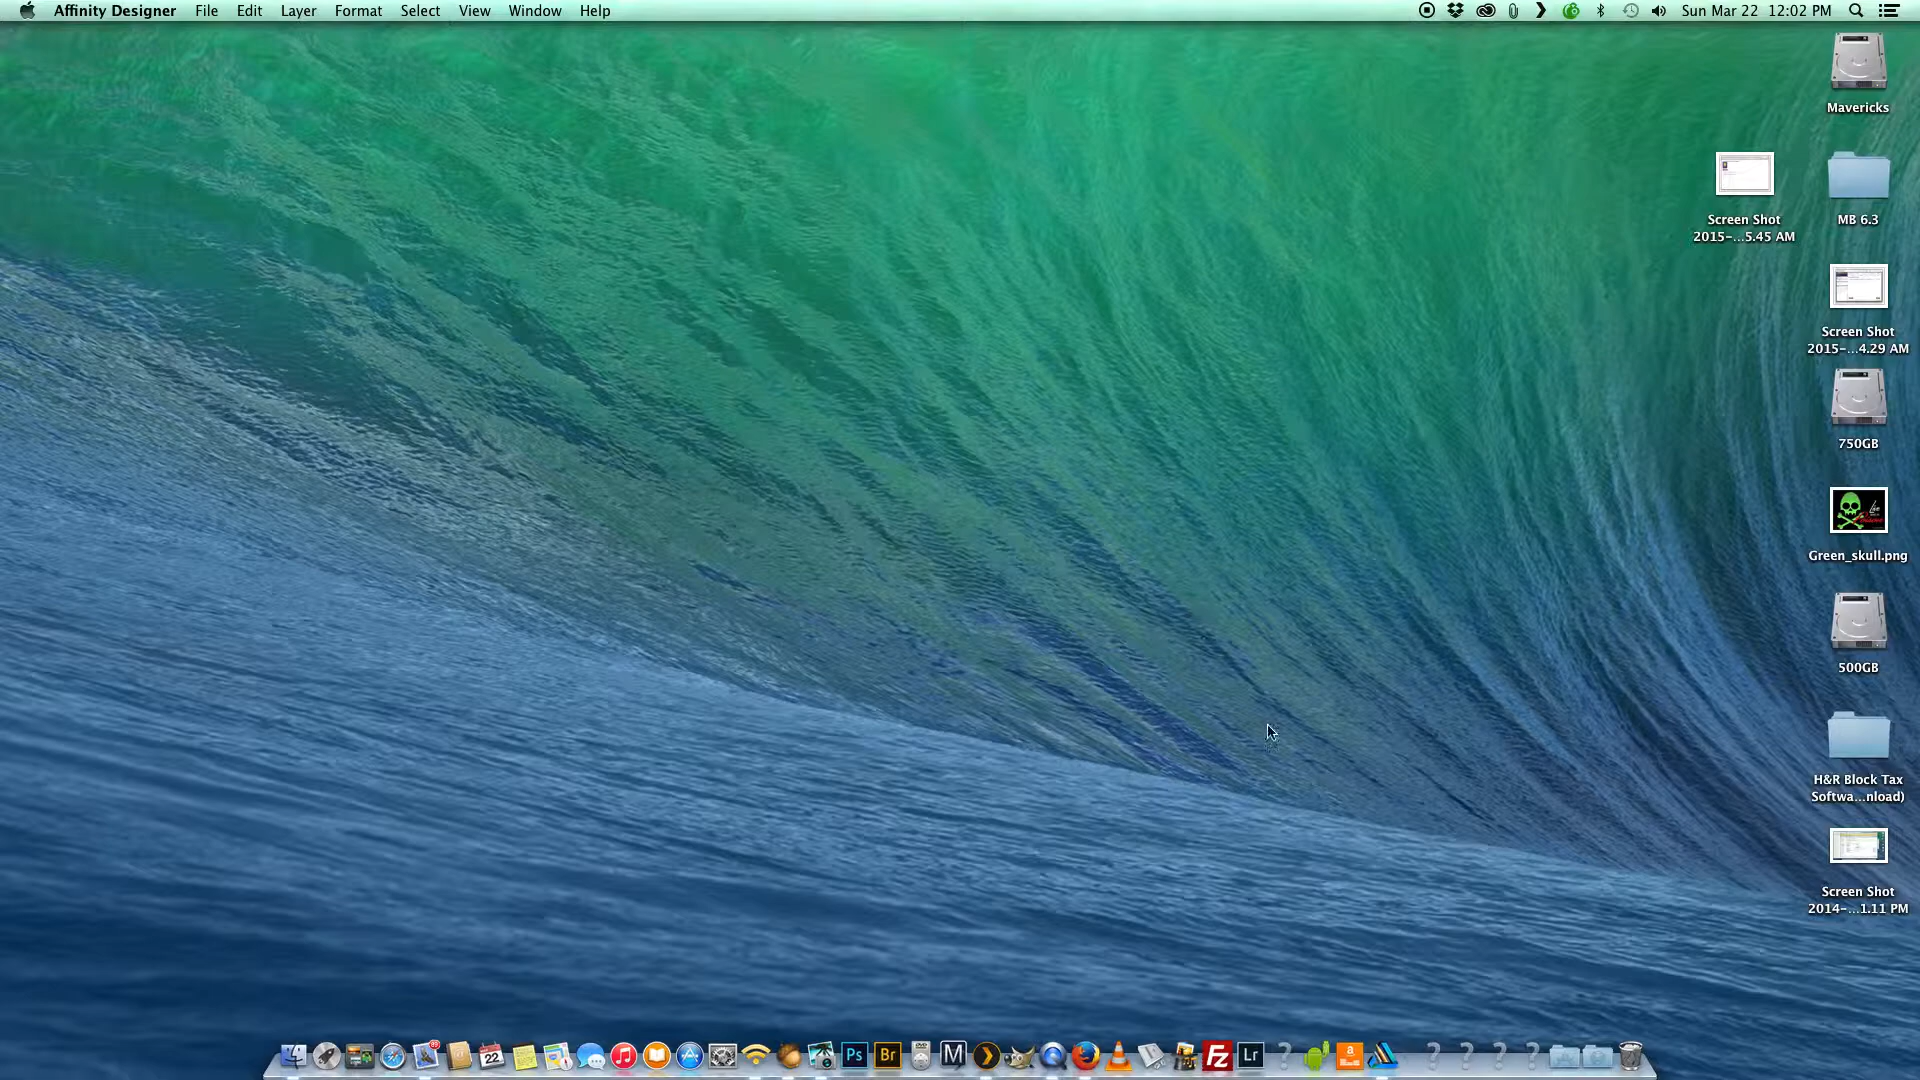 Affinity Designer File Edit Layer Format Select View Window Help Sun Mar 22 12:02 PM
Mavericks
Screen Shot
2015-...5.45 AM
MB 6.3
Screen Shot
2015-...4.29 AM
750GB
Green_skull.png
500GB
H&R Block Tax
Softwa...nload)
Screen Shot
2014-...1.11 PM
22 Ps Br M Fz Lr a